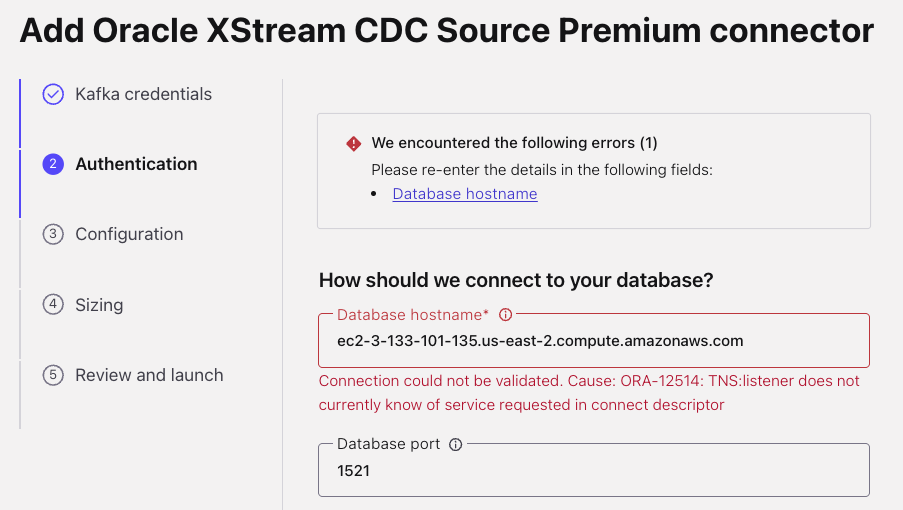 Add Oracle XStream CDC Source Premium connector
Kafka credentials
2 Authentication
3 Configuration
4 Sizing
5 Review and launch
We encountered the following errors (1)
Please re-enter the details in the following fields:
• Database hostname
How should we connect to your database?
Database hostname*
ec2-3-133-101-135.us-east-2.compute.amazonaws.com
Connection could not be validated. Cause: ORA-12514: TNS:listener does not
currently know of service requested in connect descriptor
Database port
1521